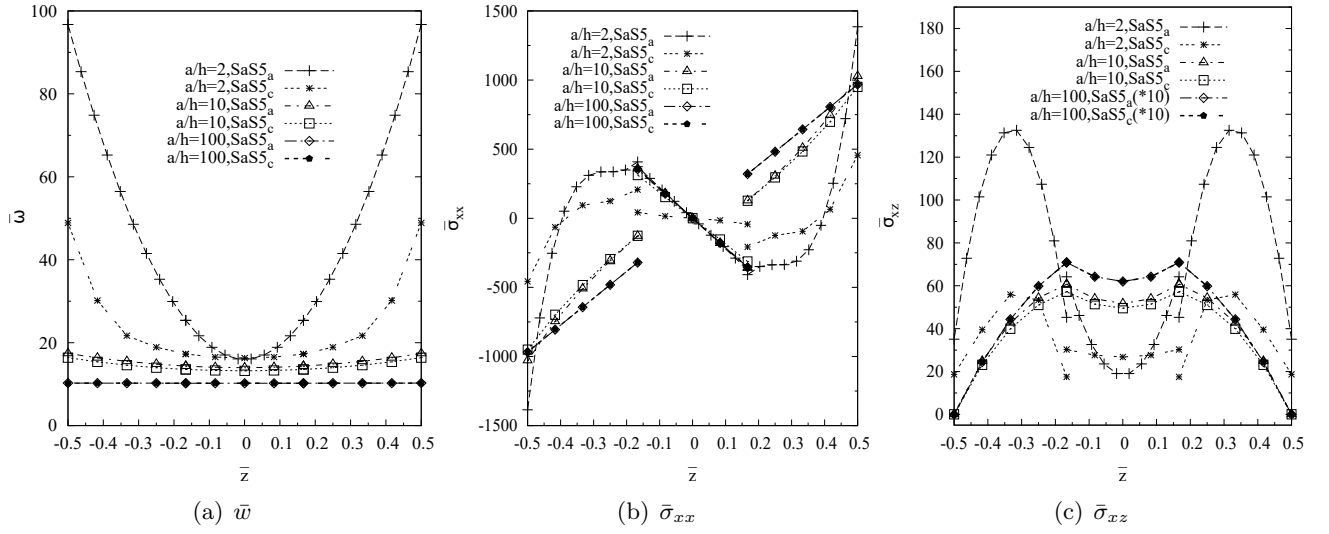 100
80
60
40
20
0
-0.5 -0.4 -0.3 -0.2 -0.1 0 0.1 0.2 0.3 0.4 0.5
ω̄
z̄
a/h=2,SaS5a
a/h=2,SaS5c
a/h=10,SaS5a
a/h=10,SaS5c
a/h=100,SaS5a
a/h=100,SaS5c
(a) w̄
1500
1000
500
0
-500
-1000
-1500
-0.5 -0.4 -0.3 -0.2 -0.1 0 0.1 0.2 0.3 0.4 0.5
σ̄xx
z̄
a/h=2,SaS5a
a/h=2,SaS5c
a/h=10,SaS5a
a/h=10,SaS5c
a/h=100,SaS5a
a/h=100,SaS5c
(b) σ̄xx
180
160
140
120
100
80
60
40
20
0
-0.5 -0.4 -0.3 -0.2 -0.1 0 0.1 0.2 0.3 0.4 0.5
σ̄xz
z̄
a/h=2,SaS5a
a/h=2,SaS5c
a/h=10,SaS5a
a/h=10,SaS5c
a/h=100,SaS5a(*10)
a/h=100,SaS5c(*10)
(c) σ̄xz